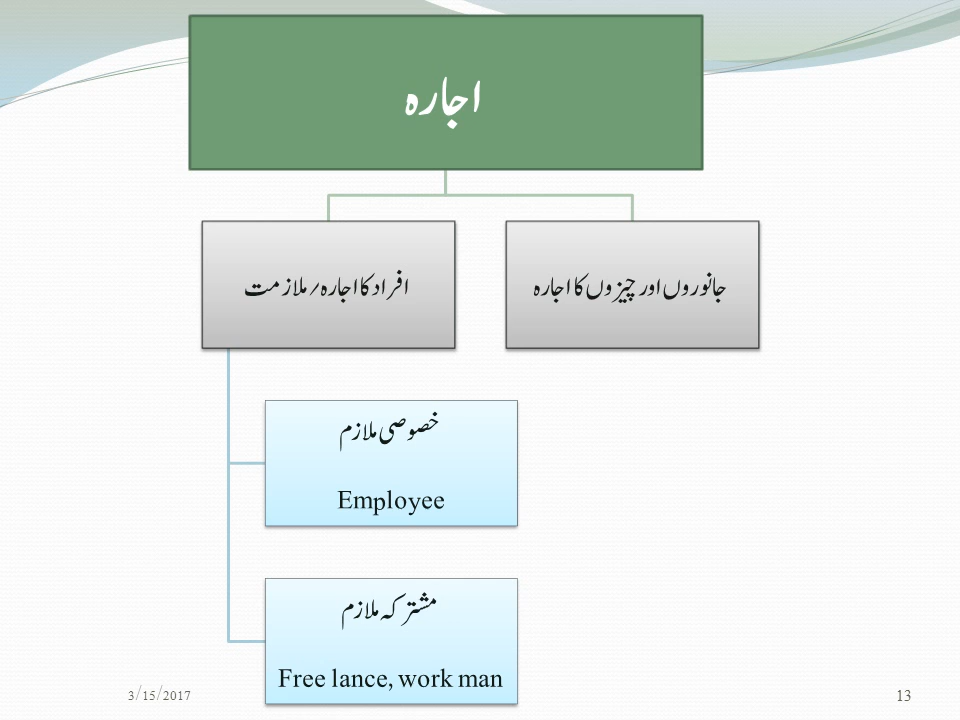 اجارہ
جانوروں اور چیزوں کا اجارہ
افراد کا اجارہ/ملازمت
خصوصی ملازم
Employee
مشترکہ ملازم
Free lance, work man
3/15/2017
13